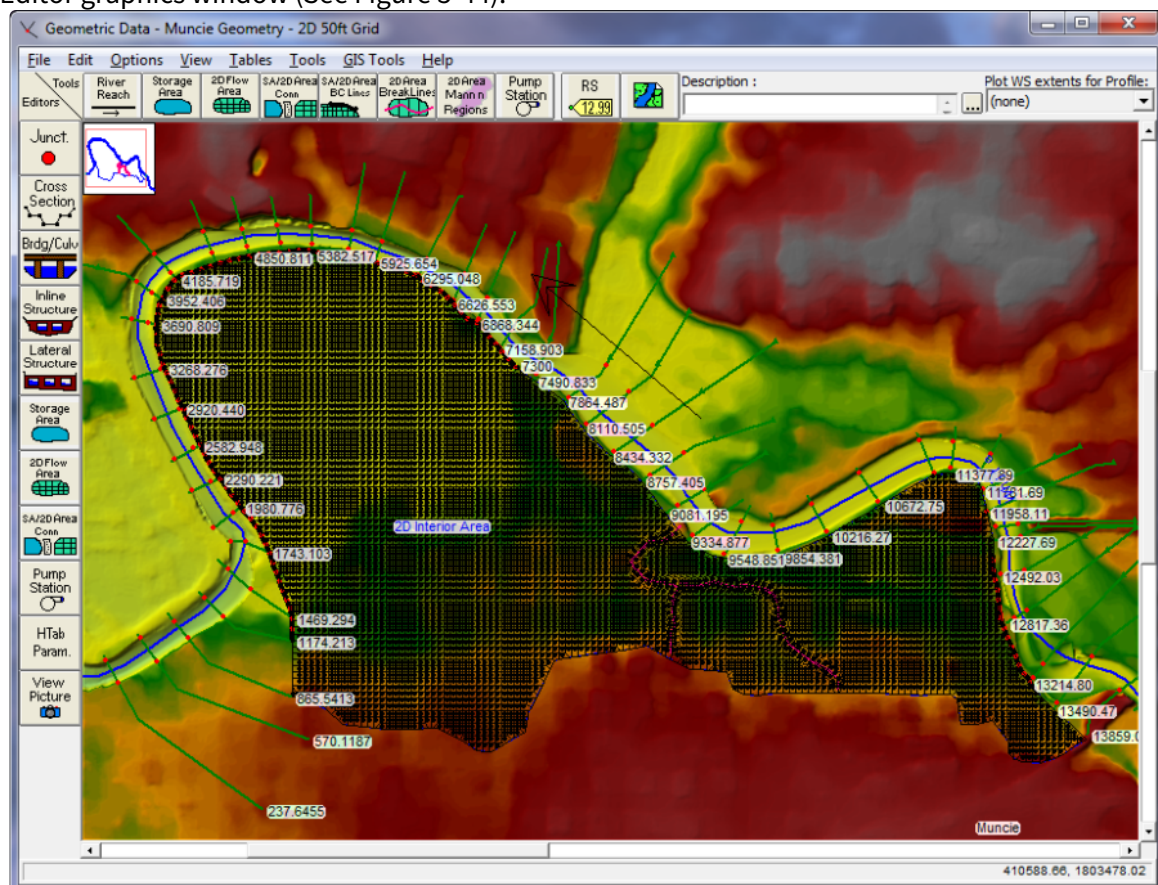 Editor graphics window (See Figure 3-44).
Geometric Data - Muncie Geometry - 2D 50ft Grid
File Edit Options View Tables Tools GIS Tools Help
Tools
Editors
River
Reach
Storage
Area
2D Flow
Area
SA/2D Area
Conn
SA/2D Area
BC Lines
2D Area
BreakLines
2D Area
Mann n
Regions
Pump
Station
RS
12.99
Description :
...
Plot WS extents for Profile:
(none)
Junct.
Cross
Section
Brdg/Culv
Inline
Structure
Lateral
Structure
Storage
Area
2D Flow
Area
SA/2D Area
Conn
Pump
Station
HTab
Param.
View
Picture
4850.811
5382.517
5925.654
4185.719
6295.048
3952.406
6626.553
3690.809
6868.344
7158.903
3268.276
7300
7490.833
2920.440
7864.487
8110.505
2582.948
8434.332
11377.89
2290.221
8757.405
1980.776
10672.75
9081.195
11958.11
2D Interior Area
9334.877
10216.27
12227.69
1743.103
9548.851
9854.381
12492.03
1469.294
12817.36
1174.213
13214.80
865.5413
13490.47
570.1187
237.6455
Muncie
410588.66, 1803478.02